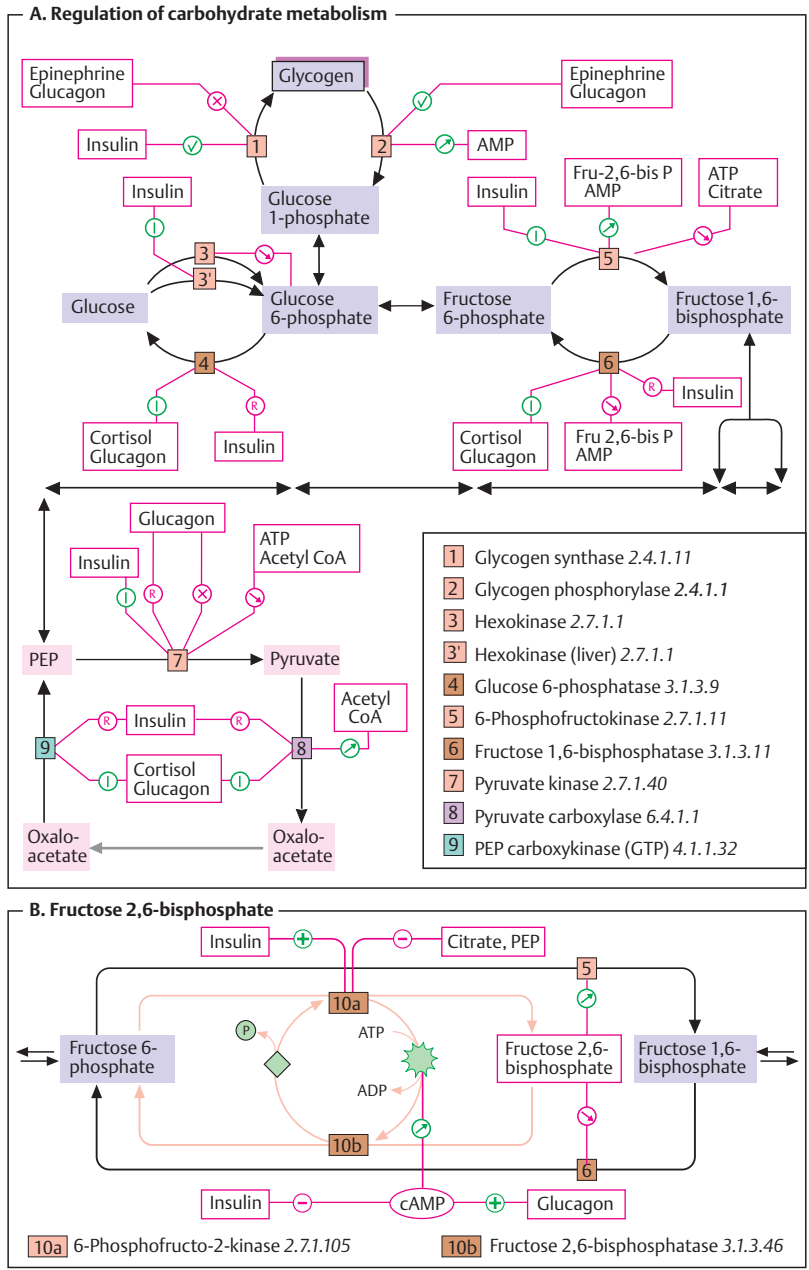 A. Regulation of carbohydrate metabolism
Epinephrine
Glucagon
Glycogen
Epinephrine
Glucagon
Insulin
1
2
AMP
Insulin
Glucose
1-phosphate
Insulin
Fru-2,6-bis P
AMP
ATP
Citrate
3
3'
5
Glucose
Glucose
6-phosphate
Fructose
6-phosphate
Fructose 1,6-
bisphosphate
4
6
I
R
I
R
Cortisol
Glucagon
Insulin
Cortisol
Glucagon
Fru 2,6-bis P
AMP
Insulin
Glucagon
ATP
Acetyl CoA
Insulin
I
R
PEP
7
Pyruvate
Acetyl
CoA
R
Insulin
R
9
8
I
Cortisol
Glucagon
I
Oxalo-
acetate
Oxalo-
acetate
1 Glycogen synthase 2.4.1.11
2 Glycogen phosphorylase 2.4.1.1
3 Hexokinase 2.7.1.1
3' Hexokinase (liver) 2.7.1.1
4 Glucose 6-phosphatase 3.1.3.9
5 6-Phosphofructokinase 2.7.1.11
6 Fructose 1,6-bisphosphatase 3.1.3.11
7 Pyruvate kinase 2.7.1.40
8 Pyruvate carboxylase 6.4.1.1
9 PEP carboxykinase (GTP) 4.1.1.32
B. Fructose 2,6-bisphosphate
Insulin
+
−
Citrate, PEP
5
10a
P
ATP
Fructose 6-
phosphate
Fructose 2,6-
bisphosphate
Fructose 1,6-
bisphosphate
ADP
10b
6
Insulin
−
cAMP
+
Glucagon
10a 6-Phosphofructo-2-kinase 2.7.1.105
10b Fructose 2,6-bisphosphatase 3.1.3.46